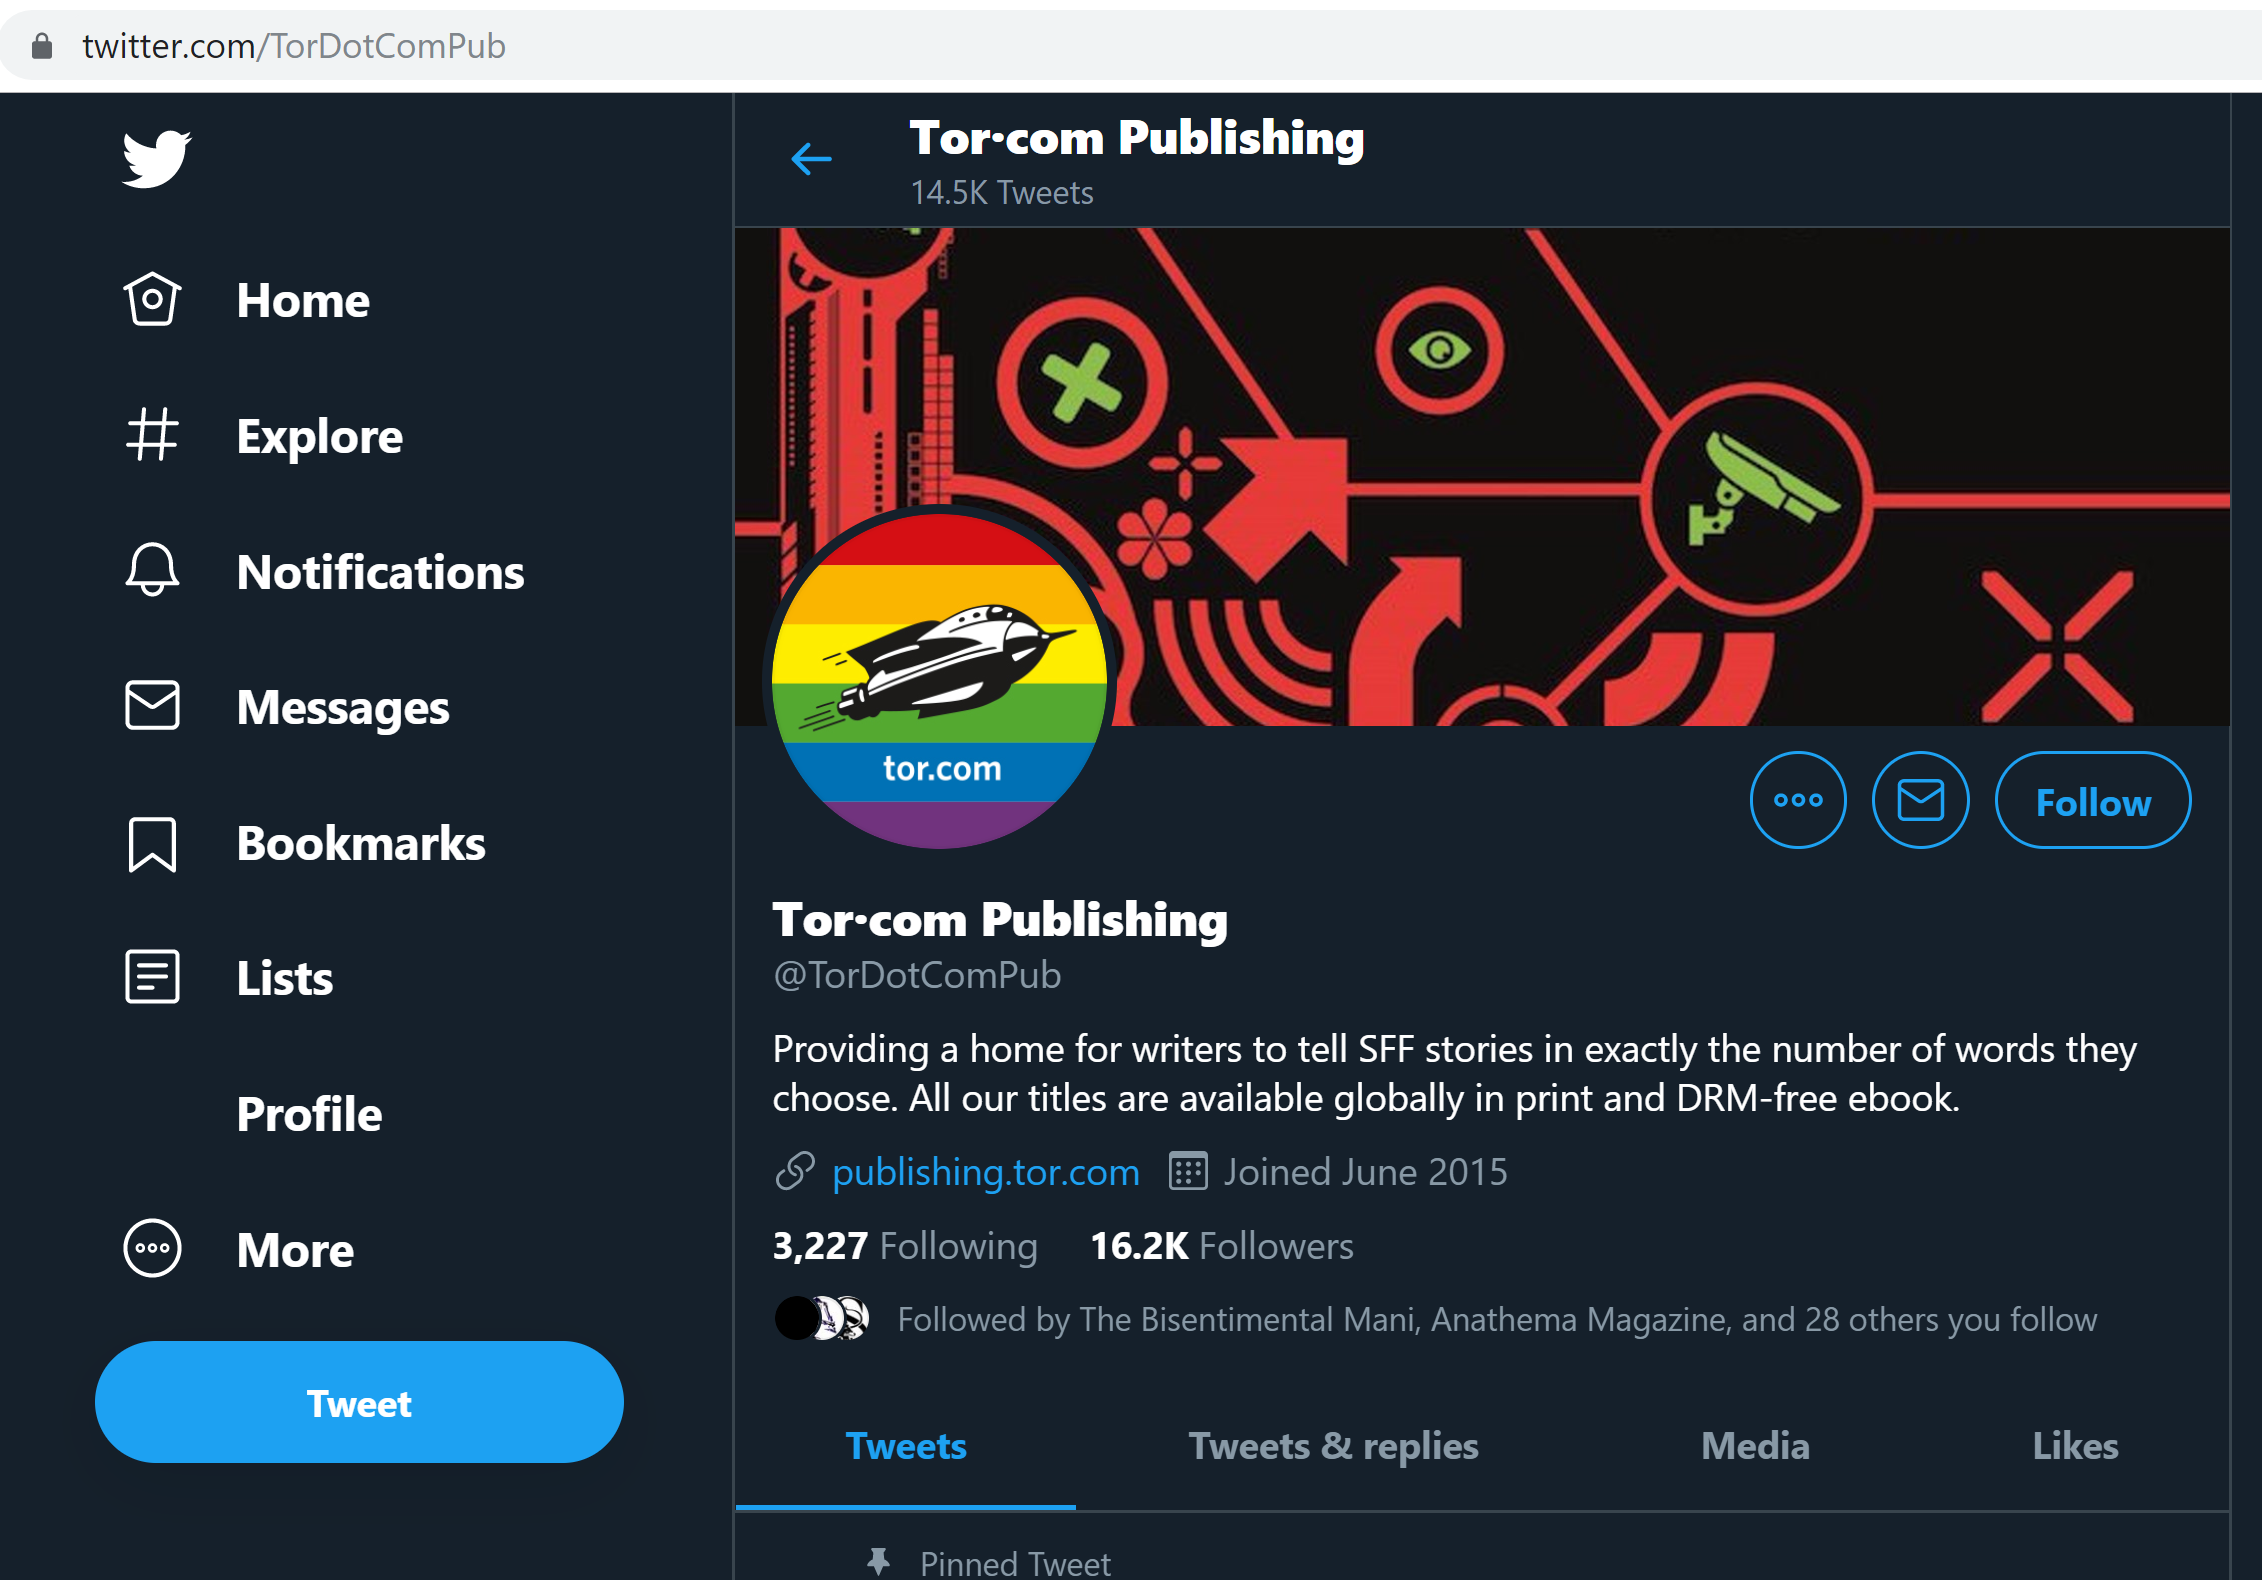 twitter.com/TorDotComPub
Tor·com Publishing
14.5K Tweets
Home
Explore
Notifications
Messages
Bookmarks
Lists
Profile
More
Tweet
tor.com
Follow
Tor·com Publishing
@TorDotComPub
Providing a home for writers to tell SFF stories in exactly the number of words they
choose. All our titles are available globally in print and DRM-free ebook.
publishing.tor.com Joined June 2015
3,227 Following 16.2K Followers
Followed by The Bisentimental Mani, Anathema Magazine, and 28 others you follow
Tweets Tweets & replies Media Likes
Pinned Tweet